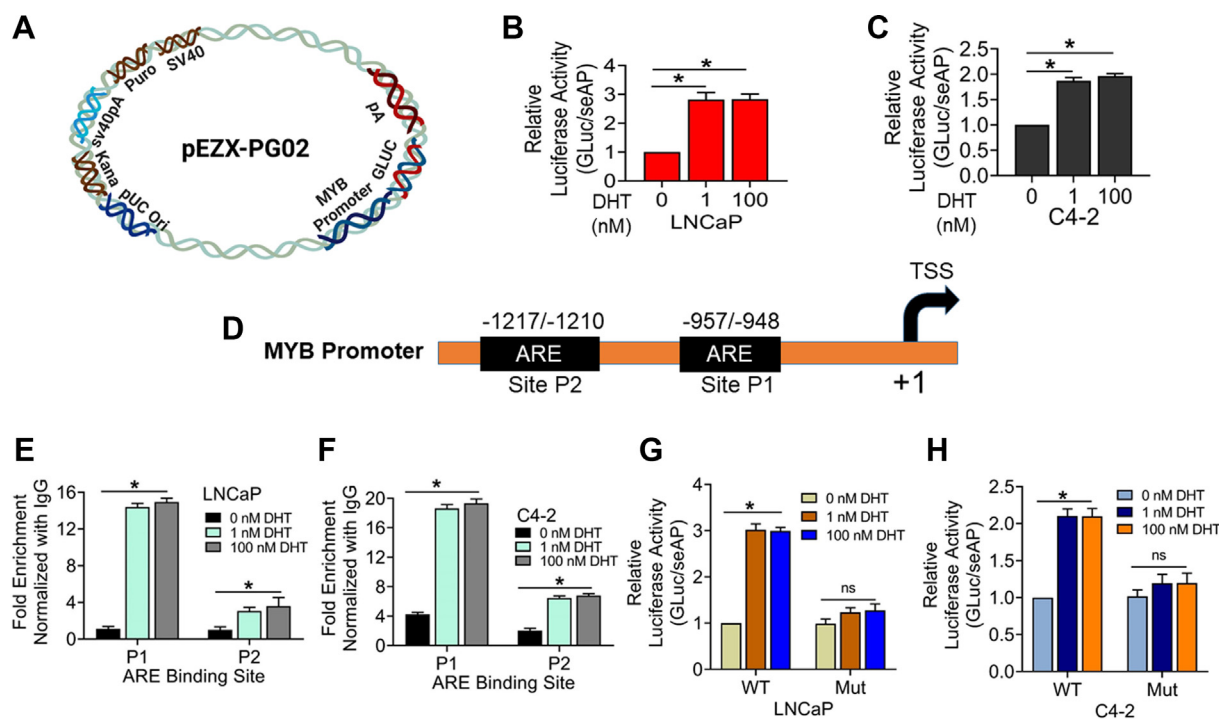 A
SV40
Puro
sv40pA
Kana
pUC Ori
pEZX-PG02
pA
GLUC
MYB
Promoter
B
Relative
Luciferase Activity
(GLuc/seAP)
4
3
2
1
0
DHT 0 1 100
(nM)
LNCaP
*
*
C
Relative
Luciferase Activity
(GLuc/seAP)
2.5
2.0
1.5
1.0
0.5
0.0
DHT 0 1 100
(nM)
C4-2
*
*
D
MYB Promoter
-1217/-1210
ARE
Site P2
-957/-948
ARE
Site P1
TSS
+1
E
Fold Enrichment
Normalized with IgG
16
12
8
4
0
*
*
LNCaP
0 nM DHT
1 nM DHT
100 nM DHT
P1 P2
ARE Binding Site
F
Fold Enrichment
Normalized with IgG
20
16
12
8
4
0
*
*
C4-2
0 nM DHT
1 nM DHT
100 nM DHT
P1 P2
ARE Binding Site
G
Relative
Luciferase Activity
(GLuc/seAP)
4
3
2
1
0
*
ns
0 nM DHT
1 nM DHT
100 nM DHT
WT Mut
LNCaP
H
Relative
Luciferase Activity
(GLuc/seAP)
2.5
2.0
1.5
1.0
0.5
0.0
*
ns
0 nM DHT
1 nM DHT
100 nM DHT
WT Mut
C4-2